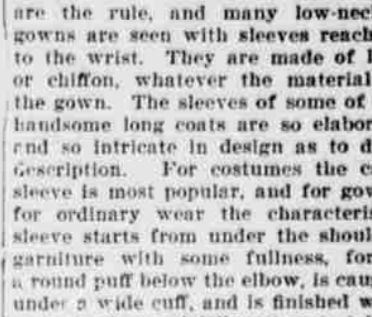 are the rule, and many low-nec
gowns are seen with sleeves reach
to the wrist. They are made of
or chiffon, whatever the material
the gown. The sleeves of some of
handsome long coats are so elabor
and so intricate in design as to d
description. For costumes the c
sleeve is most popular, and for gov
for ordinary wear the characteris
sleeve starts from under the shoul
garniture with some fullness, for
a round puff below the elbow, is caug
under a wide cuff, and is finished w